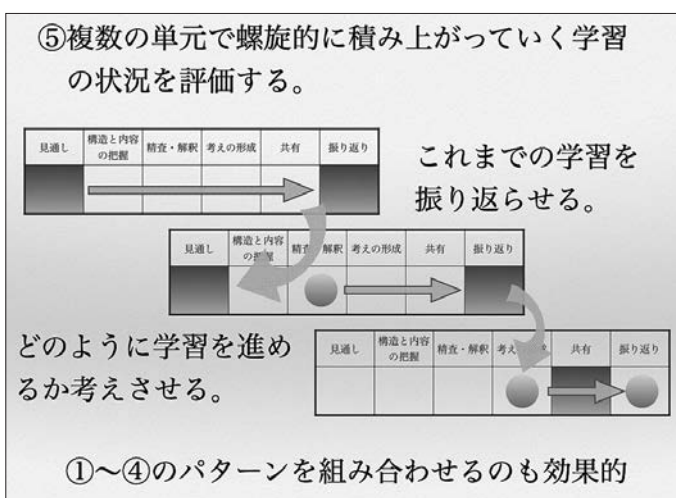 ⑤複数の単元で螺旋的に積み上がっていく学習
の状況を評価する。
見通し
構造と内容
の把握
精査・解釈
考えの形成
共有
振り返り
これまでの学習を
振り返らせる。
見通し
構造と内容
の把握
精査・解釈
考えの形成
共有
振り返り
どのように学習を進め
るか考えさせる。
見通し
構造と内容
の把握
精査・解釈
共有
振り返り
①〜④のパターンを組み合わせるのも効果的